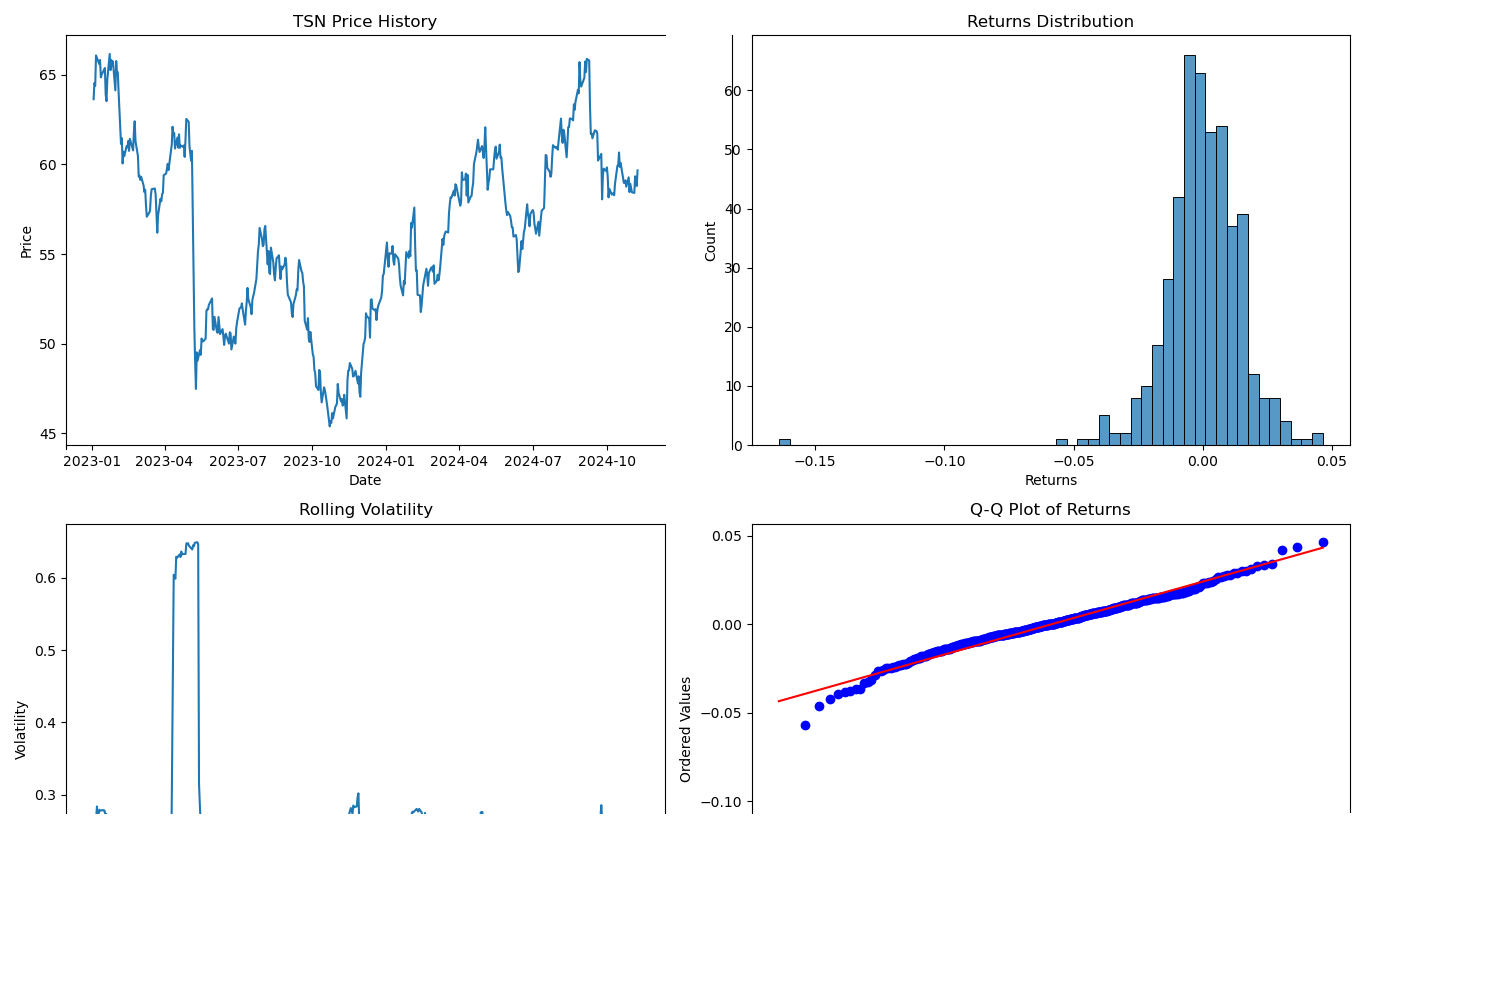 TSN Price History
65
60
55
50
45
Price
2023-01 2023-04 2023-07 2023-10 2024-01 2024-04 2024-07 2024-10
Date
Returns Distribution
60
50
40
30
20
10
0
Count
−0.15 −0.10 −0.05 0.00 0.05
Returns
Rolling Volatility
0.6
0.5
0.4
0.3
Volatility
Q-Q Plot of Returns
0.05
0.00
−0.05
−0.10
Ordered Values